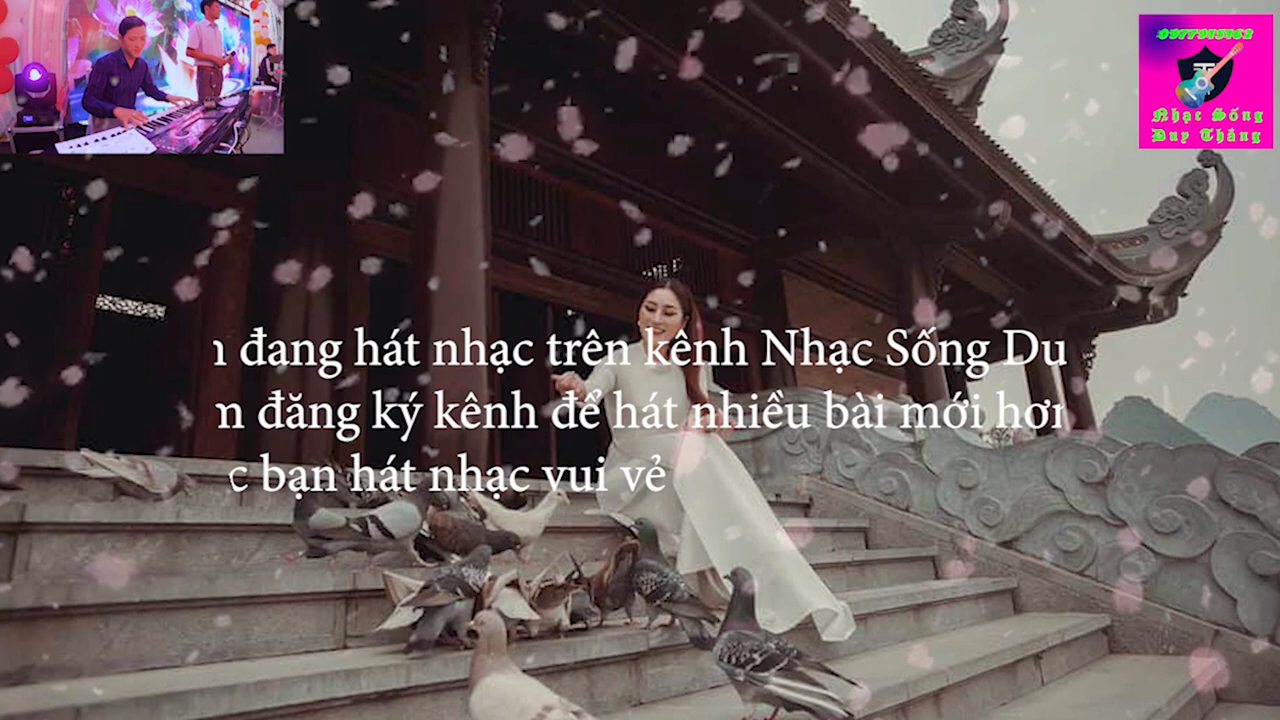 Nhạc Sống
Duy Thắng
đang hát nhạc trên kênh Nhạc Sống Du
đăng ký kênh để hát nhiều bài mới hơn
bạn hát nhạc vui vẻ